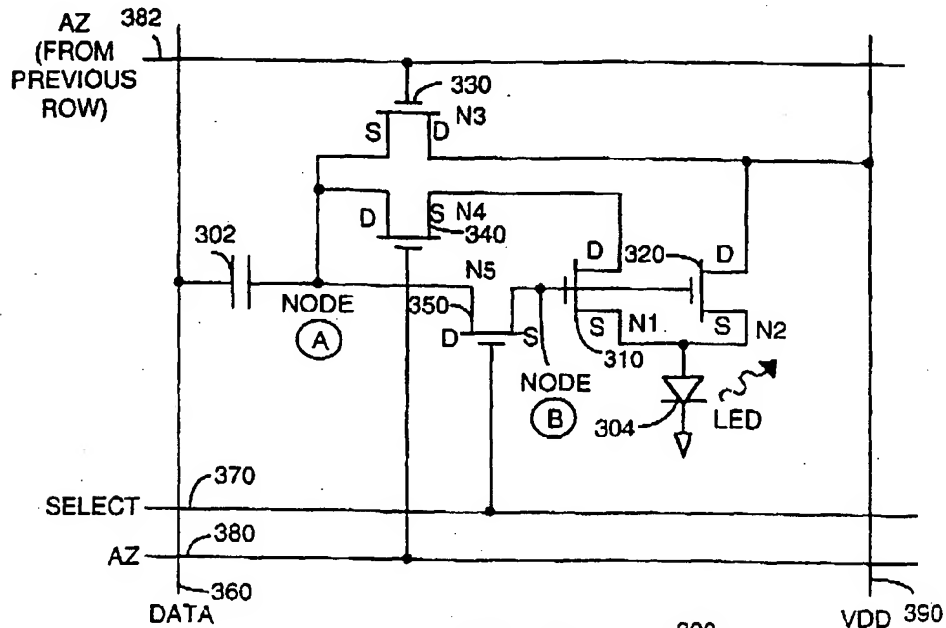 AZ 382
(FROM
PREVIOUS
ROW)
330
N3
S D
D S N4
340
302
N5
320
D D
NODE
A
350
D S
S N1 S N2
310
NODE
B
304
LED
370
SELECT
380
AZ
360
DATA
VDD 390